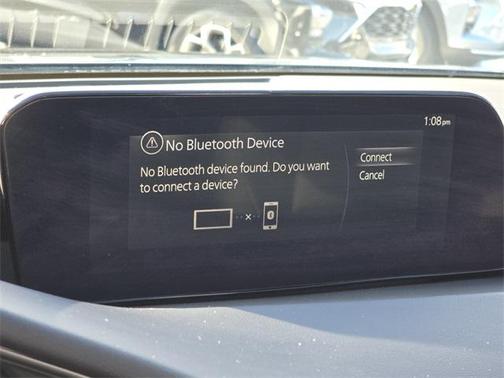 1:08pm
No Bluetooth Device
No Bluetooth device found. Do you want
to connect a device?
Connect
Cancel